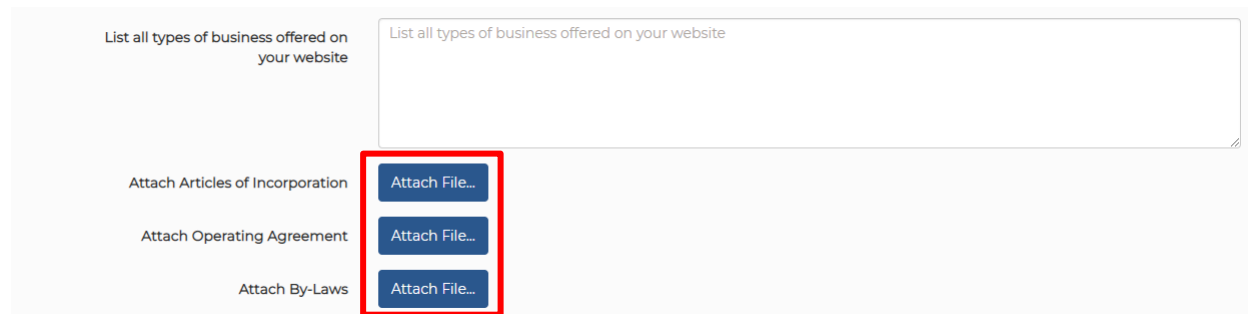 List all types of business offered on
your website
List all types of business offered on your website
Attach Articles of Incorporation
Attach File...
Attach Operating Agreement
Attach File...
Attach By-Laws
Attach File...